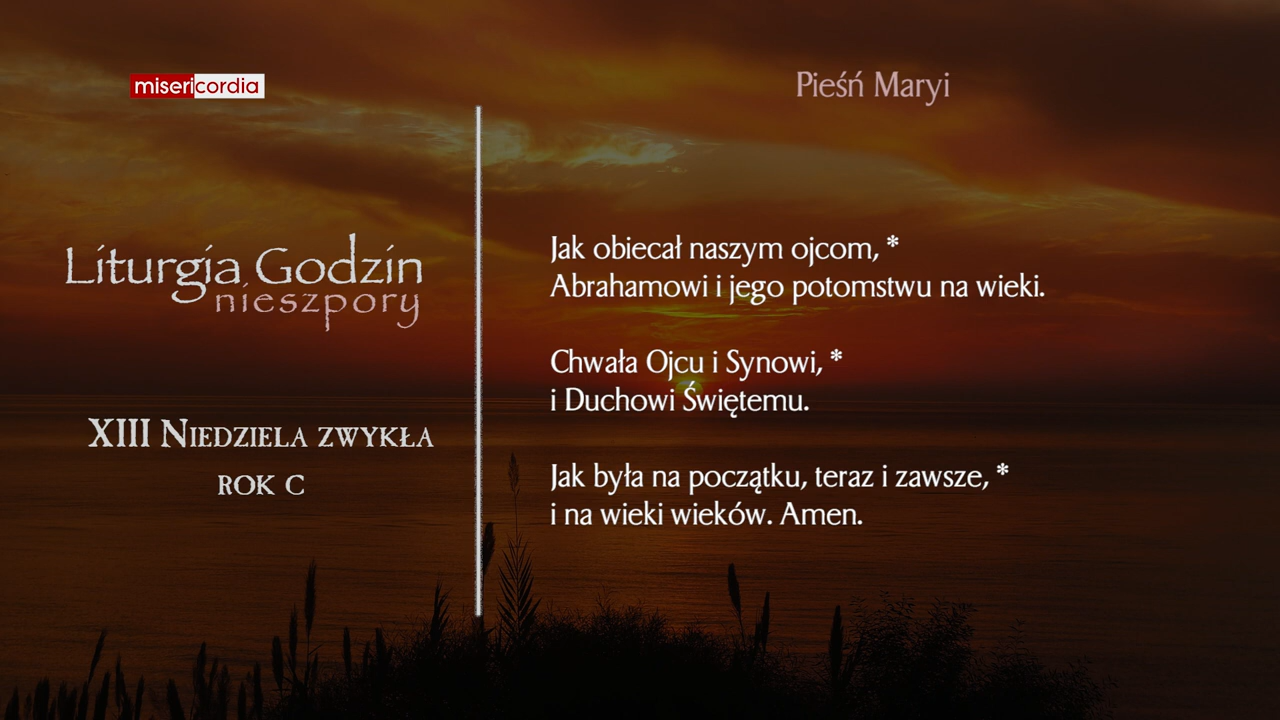 misericordia
Liturgia Godzin
nieszpory
XIII Niedziela zwykła
rok C
Pieśń Maryi
Jak obiecał naszym ojcom, *
Abrahamowi i jego potomstwu na wieki.
Chwała Ojcu i Synowi, *
i Duchowi Świętemu.
Jak była na początku, teraz i zawsze, *
i na wieki wieków. Amen.